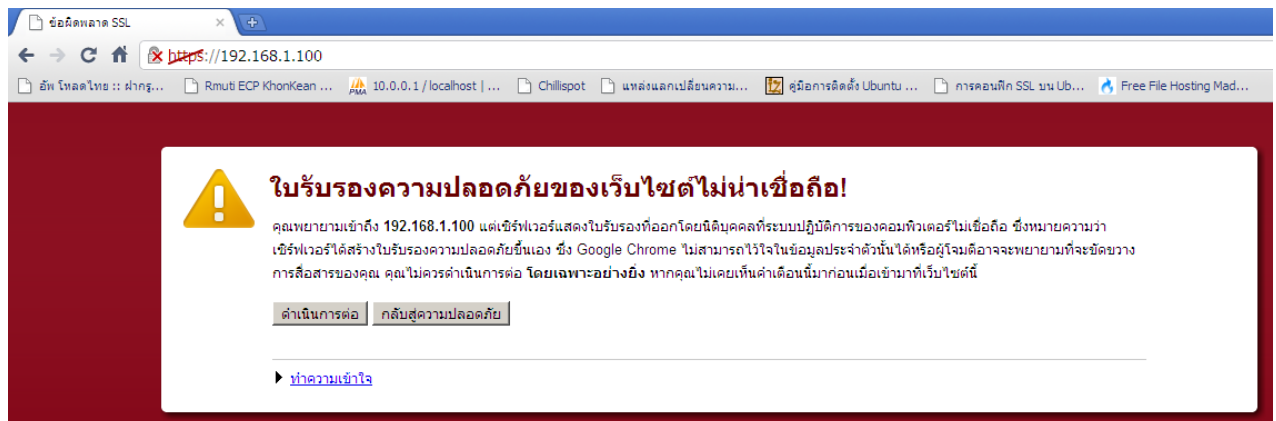 ข้อผิดพลาด SSL
https://192.168.1.100
อัพ โหลดไทย :: ฝากรู... Rmuti ECP KhonKean ... PMA 10.0.0.1 / localhost | ... Chillispot แหล่งแลกเปลี่ยนความ... คู่มือการติดตั้ง Ubuntu ... การคอนฟิก SSL บน Ub... Free File Hosting Mad...
ใบรับรองความปลอดภัยของเว็บไซต์ไม่น่าเชื่อถือ!
คุณพยายามเข้าถึง 192.168.1.100 แต่เซิร์ฟเวอร์แสดงใบรับรองที่ออกโดยนิติบุคคลที่ระบบปฏิบัติการของคอมพิวเตอร์ไม่เชื่อถือ ซึ่งหมายความว่า
เซิร์ฟเวอร์ได้สร้างใบรับรองความปลอดภัยขึ้นเอง ซึ่ง Google Chrome ไม่สามารถไว้ใจในข้อมูลประจำตัวนั้นได้หรือผู้โจมตีอาจจะพยายามที่จะขัดขวาง
การสื่อสารของคุณ คุณไม่ควรดำเนินการต่อ โดยเฉพาะอย่างยิ่ง หากคุณไม่เคยเห็นคำเตือนนี้มาก่อนเมื่อเข้ามาที่เว็บไซต์นี้
ดำเนินการต่อ กลับสู่ความปลอดภัย
ทำความเข้าใจ